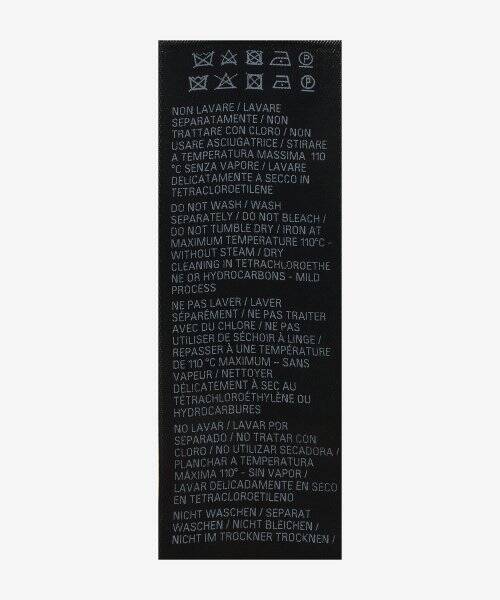 P
P
NON LAVARE / LAVARE
SEPARATAMENTE / NON
TRATTARE CON CLORO / NON
USARE ASCIUGATRICE / STIRARE
A TEMPERATURA MASSIMA 110
°C SENZA VAPORE / LAVARE
DELICATAMENTE A SECCO IN
TETRACLOROETILENE
DO NOT WASH / WASH
SEPARATELY / DO NOT BLEACH /
DO NOT TUMBLE DRY / IRON AT
MAXIMUM TEMPERATURE 110°C -
WITHOUT STEAM / DRY
CLEANING IN TETRACHLOROETHE
NE OR HYDROCARBONS - MILD
PROCESS
NE PAS LAVER / LAVER
SÉPARÉMENT / NE PAS TRAITER
AVEC DU CHLORE / NE PAS
UTILISER DE SÉCHOIR À LINGE /
REPASSER À UNE TEMPÉRATURE
DE 110 °C MAXIMUM – SANS
VAPEUR / NETTOYER
DÉLICATEMENT À SEC AU
TÉTRACHLOROÉTHYLÈNE OU
HYDROCARBURES
NO LAVAR / LAVAR POR
SEPARADO / NO TRATAR CON
CLORO / NO UTILIZAR SECADORA /
PLANCHAR A TEMPERATURA
MÁXIMA 110° - SIN VAPOR /
LAVAR DELICADAMENTE EN SECO
EN TETRACLOROETILENO
NICHT WASCHEN / SEPARAT
WASCHEN / NICHT BLEICHEN /
NICHT IM TROCKNER TROCKNEN /